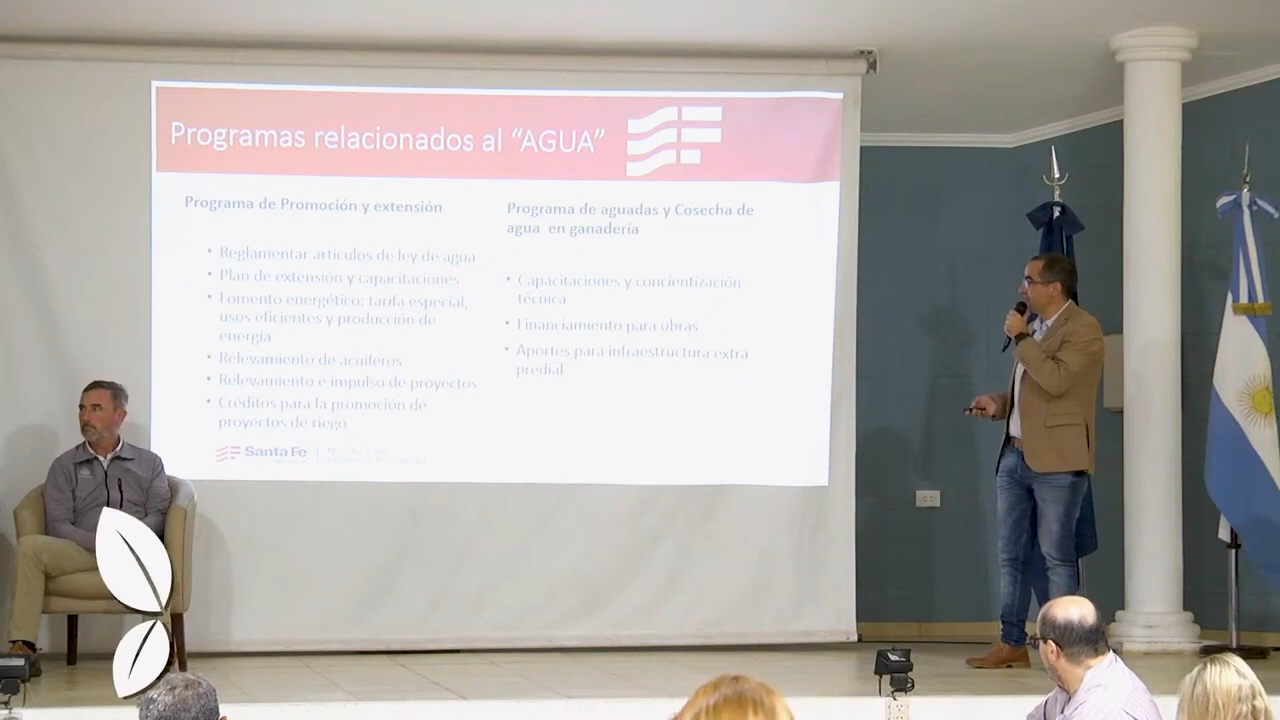 Programas relacionados al “AGUA”
Programa de Promoción y extensión
• Reglamentar artículos de ley de agua
• Plan de extensión y capacitaciones
• Fomento energético: tarifa especial,
usos eficientes y producción de
energía
• Relevamiento de acuíferos
• Relevamiento e impulso de proyectos
• Créditos para la promoción de
proyectos de riego
Programa de aguadas y Cosecha de
agua en ganadería
• Capacitaciones y concientización
técnica
• Financiamiento para obras
• Aportes para infraestructura extra
predial
Santa Fe